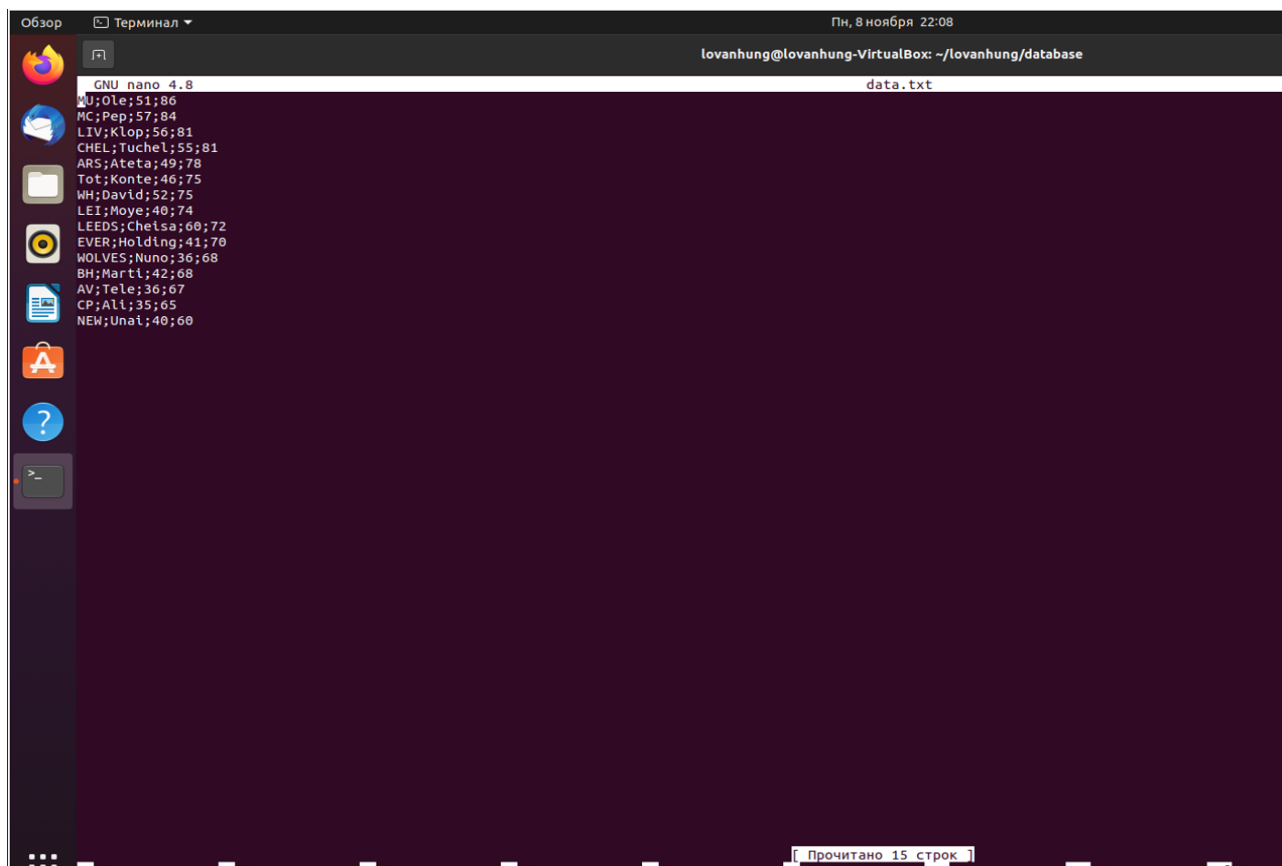 Обзор
Терминал
Пн, 8 ноября 22:08
lovanhung@lovanhung-VirtualBox: ~/lovanhung/database
GNU nano 4.8
data.txt
MU;Ole;51;86
MC;Pep;57;84
LIV;Klop;56;81
CHEL;Tuchel;55;81
ARS;Ateta;49;78
Tot;Konte;46;75
WH;David;52;75
LEI;Moye;40;74
LEEDS;Cheisa;60;72
EVER;Holding;41;70
WOLVES;Nuno;36;68
BH;Marti;42;68
AV;Tele;36;67
CP;Ali;35;65
NEW;Unai;40;60
[ Прочитано 15 строк ]